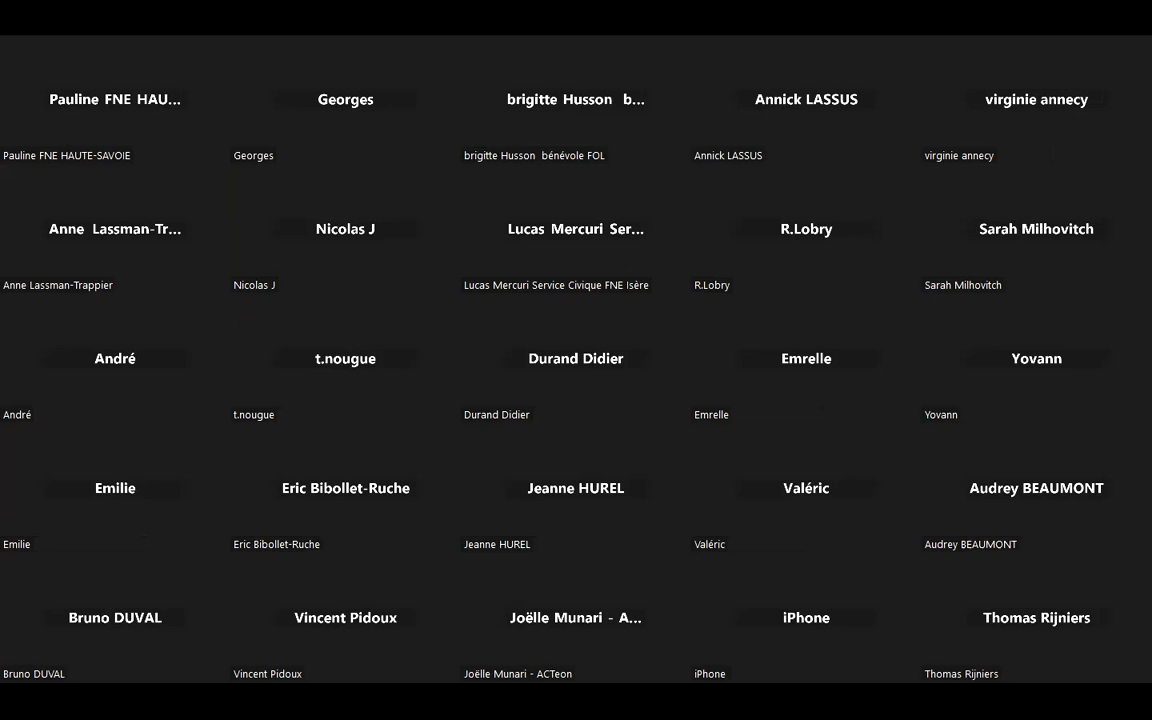 Pauline FNE HAU...
Georges
brigitte Husson b...
Annick LASSUS
virginie annecy
Pauline FNE HAUTE-SAVOIE
Georges
brigitte Husson bénévole FOL
Annick LASSUS
virginie annecy
Anne Lassman-Tr...
Nicolas J
Lucas Mercuri Ser...
R.Lobry
Sarah Milhovitch
Anne Lassman-Trappier
Nicolas J
Lucas Mercuri Service Civique FNE Isère
R.Lobry
Sarah Milhovitch
André
t.nougue
Durand Didier
Emrelle
Yovann
André
t.nougue
Durand Didier
Emrelle
Yovann
Emilie
Eric Bibollet-Ruche
Jeanne HUREL
Valéric
Audrey BEAUMONT
Emilie
Eric Bibollet-Ruche
Jeanne HUREL
Valéric
Audrey BEAUMONT
Bruno DUVAL
Vincent Pidoux
Joëlle Munari - A...
iPhone
Thomas Rijniers
Bruno DUVAL
Vincent Pidoux
Joëlle Munari - ACTeon
iPhone
Thomas Rijniers